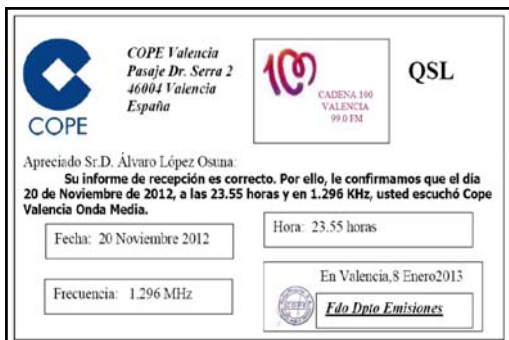 COPE Valencia
Pasaje Dr. Serra 2
46004 Valencia
España
COPE
100
CADENA 100
VALENCIA
99.0 FM
QSL
Apreciado Sr.D. Álvaro López Osuna:
Su informe de recepción es correcto. Por ello, le confirmamos que el día
20 de Noviembre de 2012, a las 23.55 horas y en 1.296 KHz, usted escuchó Cope
Valencia Onda Media.
Fecha: 20 Noviembre 2012
Hora: 23.55 horas
Frecuencia: 1.296 MHz
En Valencia,8 Enero2013
COPE
Fdo Dpto Emisiones